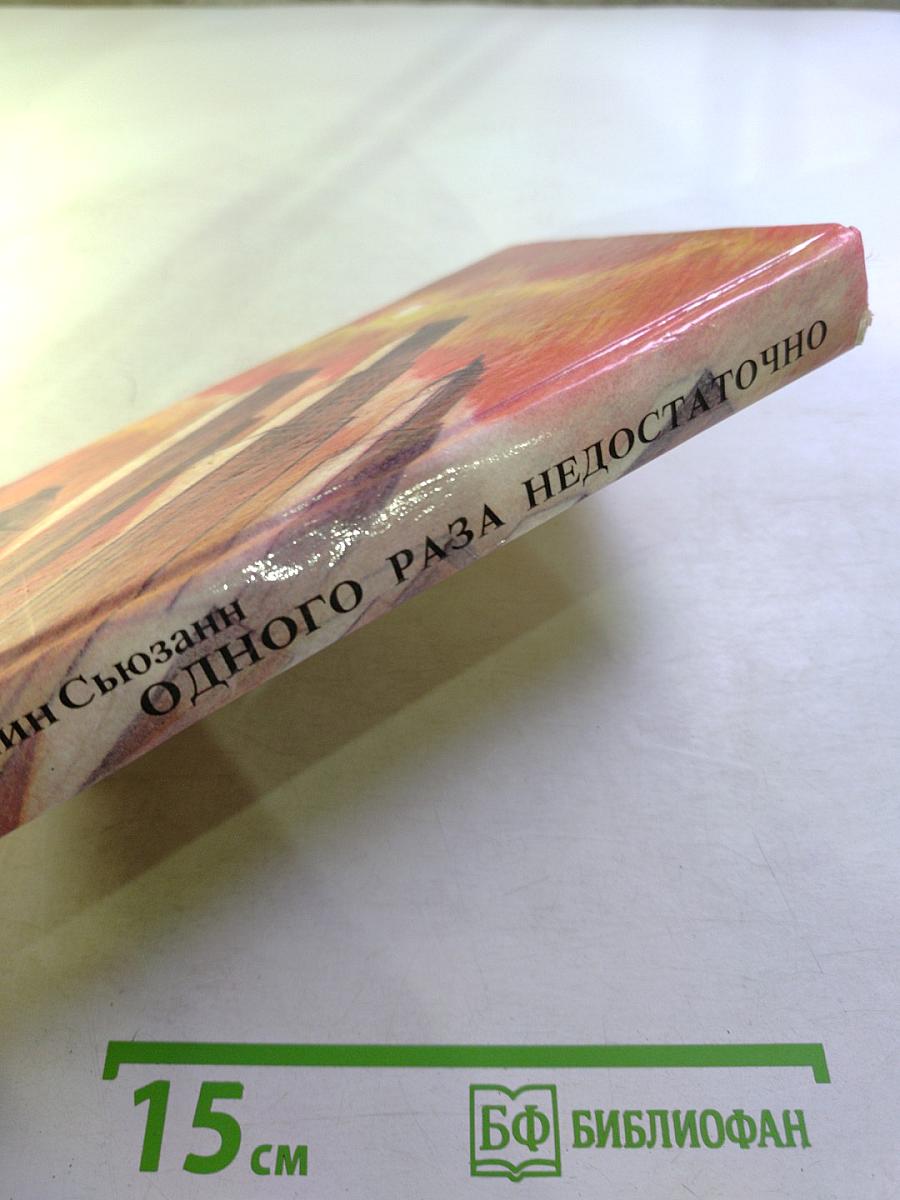 ин Сьюзанн
ОДНОГО РАЗА НЕДОСТАТОЧНО
15 см
БФ БИБЛИОФАН